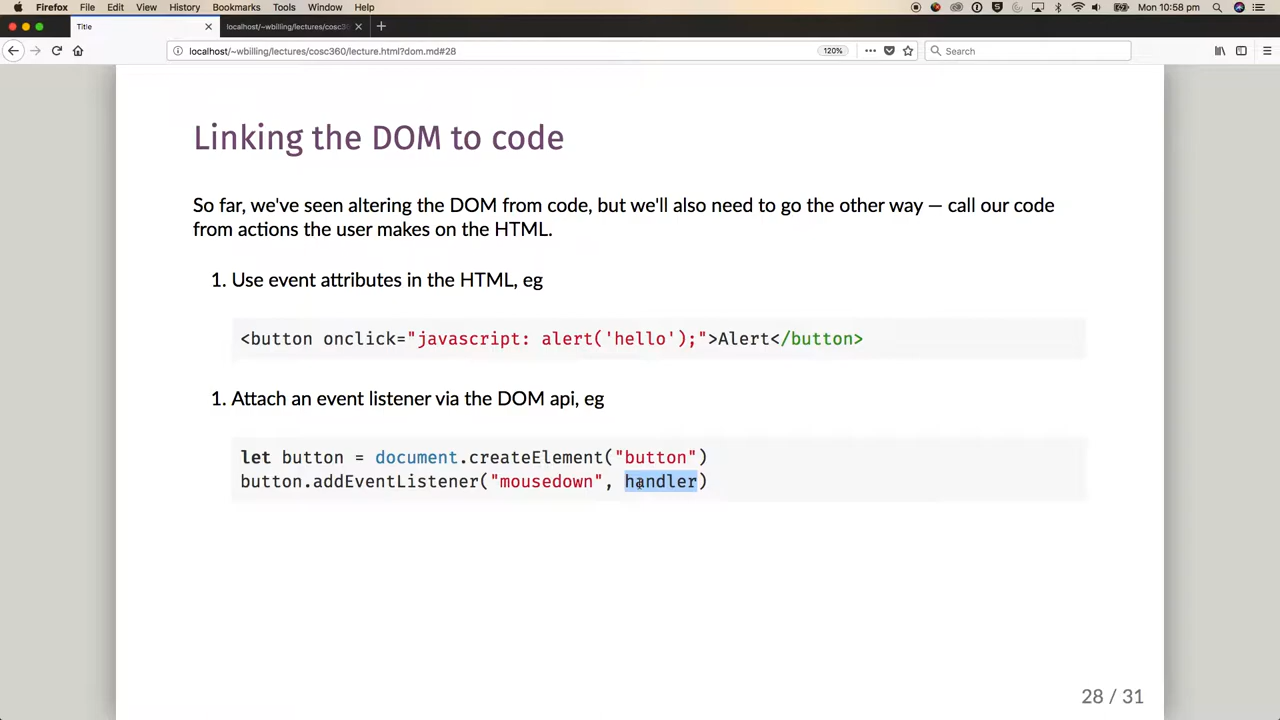 Firefox File Edit View History Bookmarks Tools Window Help Mon 10:58 pm
Title localhost/~wbilling/lectures/cosc36
localhost/~wbilling/lectures/cosc360/lecture.html?dom.md#28 120% Search
Linking the DOM to code
So far, we've seen altering the DOM from code, but we'll also need to go the other way — call our code
from actions the user makes on the HTML.
1. Use event attributes in the HTML, eg
<button onclick="javascript: alert('hello');">Alert</button>
1. Attach an event listener via the DOM api, eg
let button = document.createElement("button")
button.addEventListener("mousedown", handler)
28 / 31